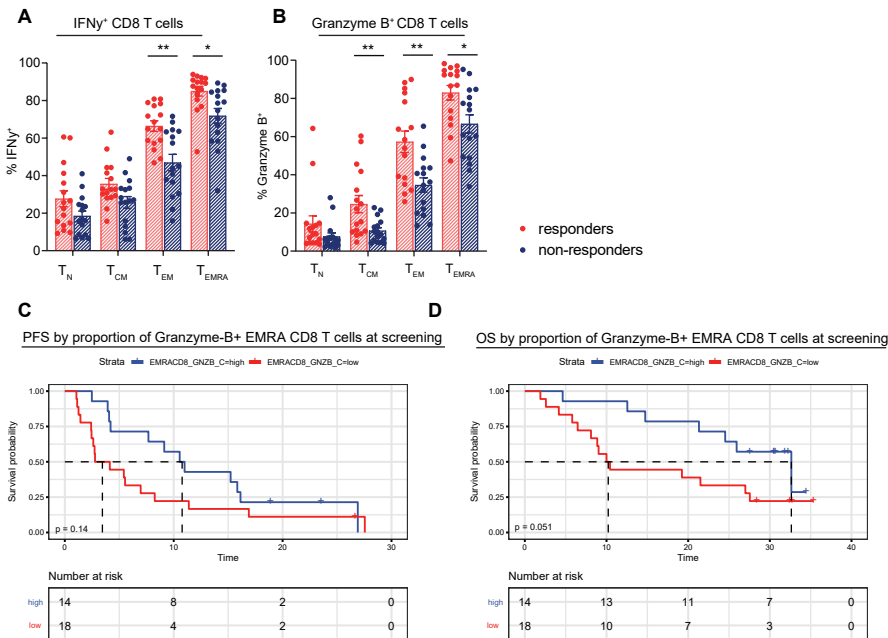 A
IFNγ⁺ CD8 T cells
** *
% IFNγ⁺
100
80
60
40
20
0
T_N T_CM T_EM T_EMRA
B
Granzyme B⁺ CD8 T cells
** ** *
% Granzyme B⁺
100
80
60
40
20
0
T_N T_CM T_EM T_EMRA
responders
non-responders
C
PFS by proportion of Granzyme-B+ EMRA CD8 T cells at screening
Strata EMRACD8_GNZB_C=high EMRACD8_GNZB_C=low
Survival probability
1.00
0.75
0.50
0.25
0.00
p = 0.14
0 10 20 30
Time
Number at risk
high 14 8 2 0
low 18 4 2 0
D
OS by proportion of Granzyme-B+ EMRA CD8 T cells at screening
Strata EMRACD8_GNZB_C=high EMRACD8_GNZB_C=low
Survival probability
1.00
0.75
0.50
0.25
0.00
p = 0.051
0 10 20 30 40
Time
Number at risk
high 14 13 11 7 0
low 18 10 7 3 0